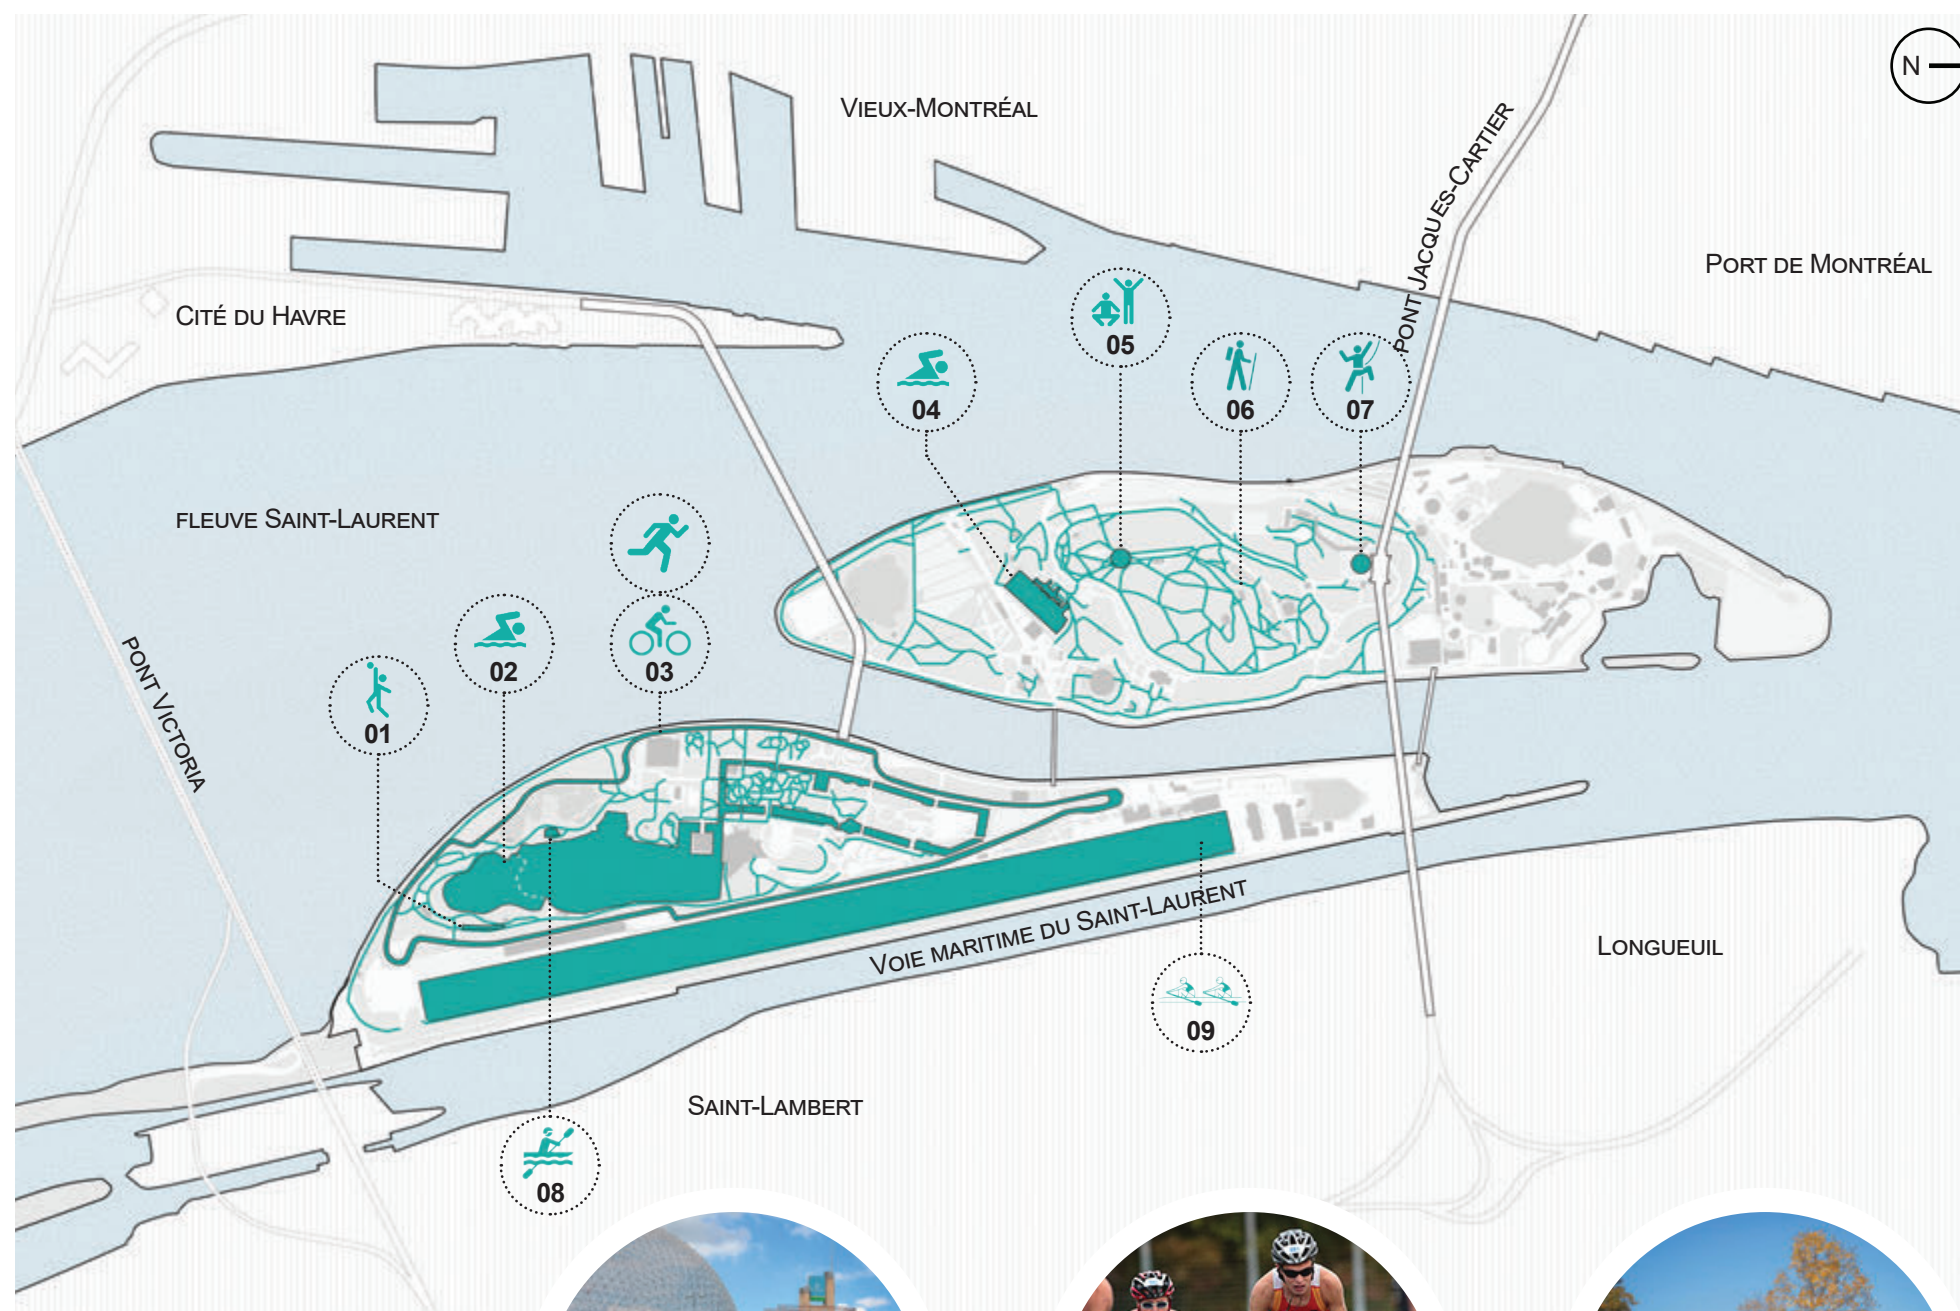 N
VIEUX-MONTRÉAL
PONT JACQUES-CARTIER
PORT DE MONTRÉAL
CITÉ DU HAVRE
05
04
06
07
FLEUVE SAINT-LAURENT
PONT VICTORIA
02
03
01
VOIE MARITIME DU SAINT-LAURENT
LONGUEUIL
09
SAINT-LAMBERT
08